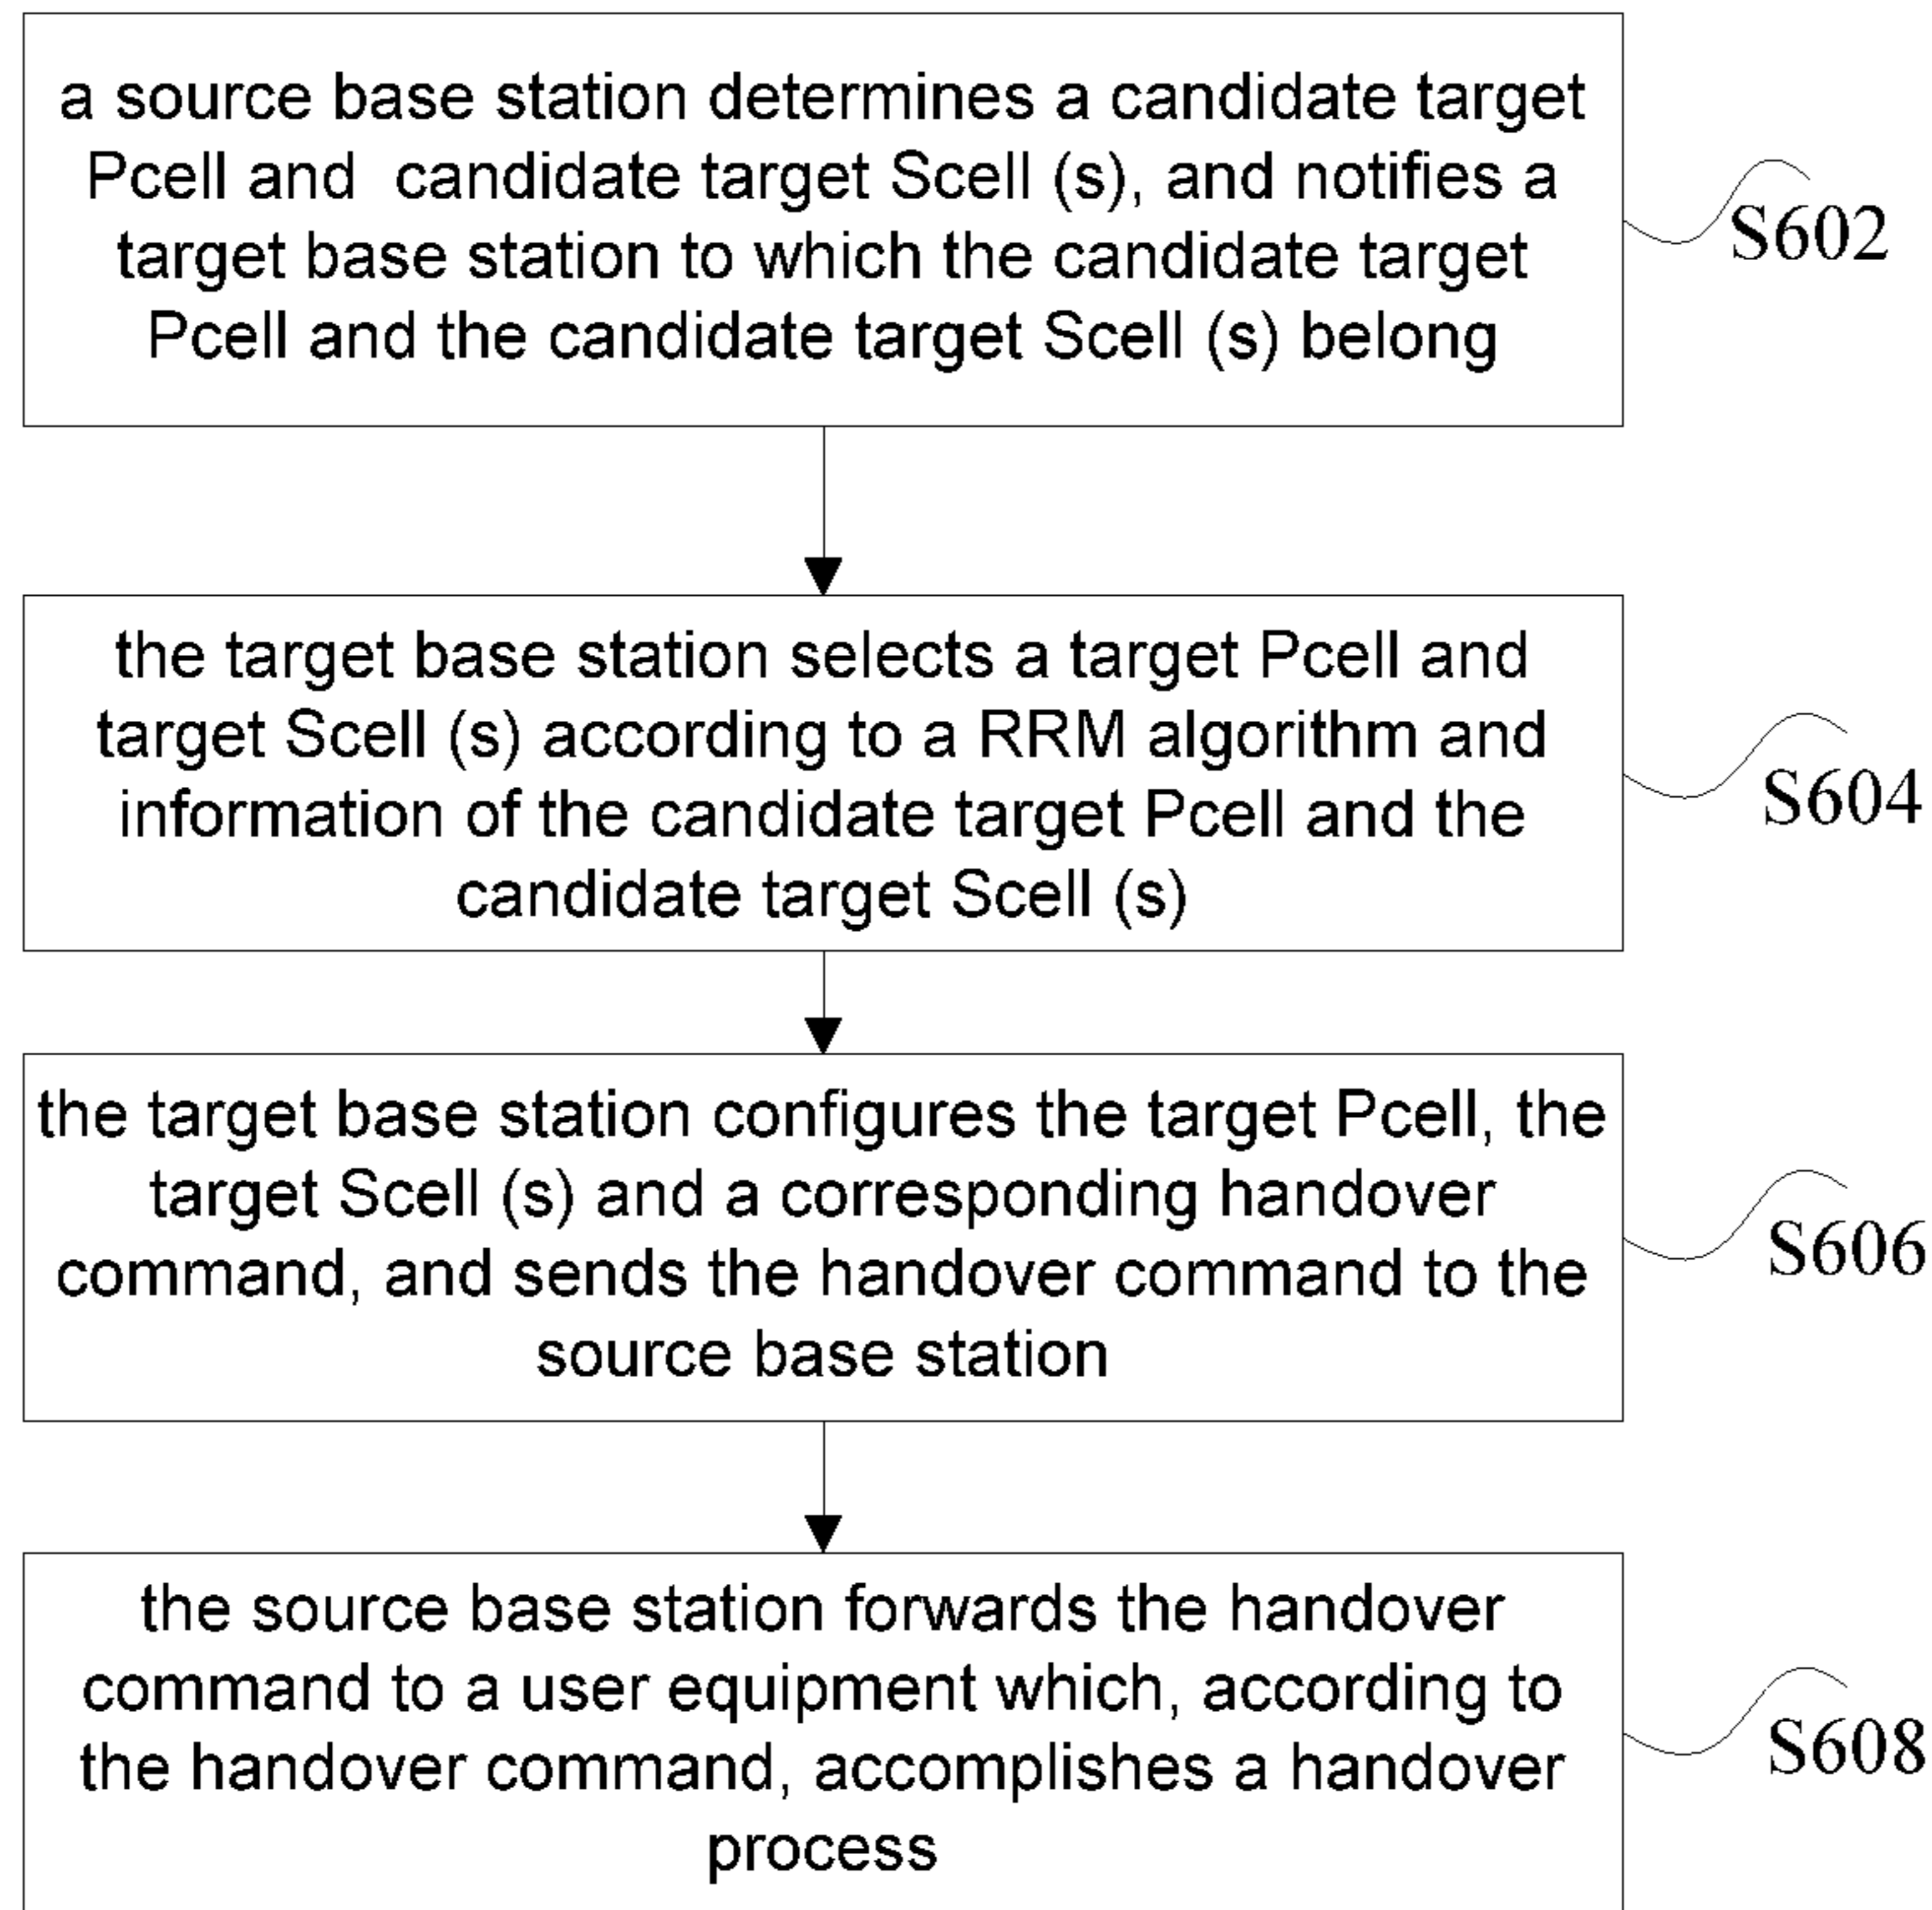 a source base station determines a candidate target
Pcell and candidate target Scell (s), and notifies a
target base station to which the candidate target
Pcell and the candidate target Scell (s) belong
S602
the target base station selects a target Pcell and
target Scell (s) according to a RRM algorithm and
information of the candidate target Pcell and the
candidate target Scell (s)
S604
the target base station configures the target Pcell, the
target Scell (s) and a corresponding handover
command, and sends the handover command to the
source base station
S606
the source base station forwards the handover
command to a user equipment which, according to
the handover command, accomplishes a handover
process
S608